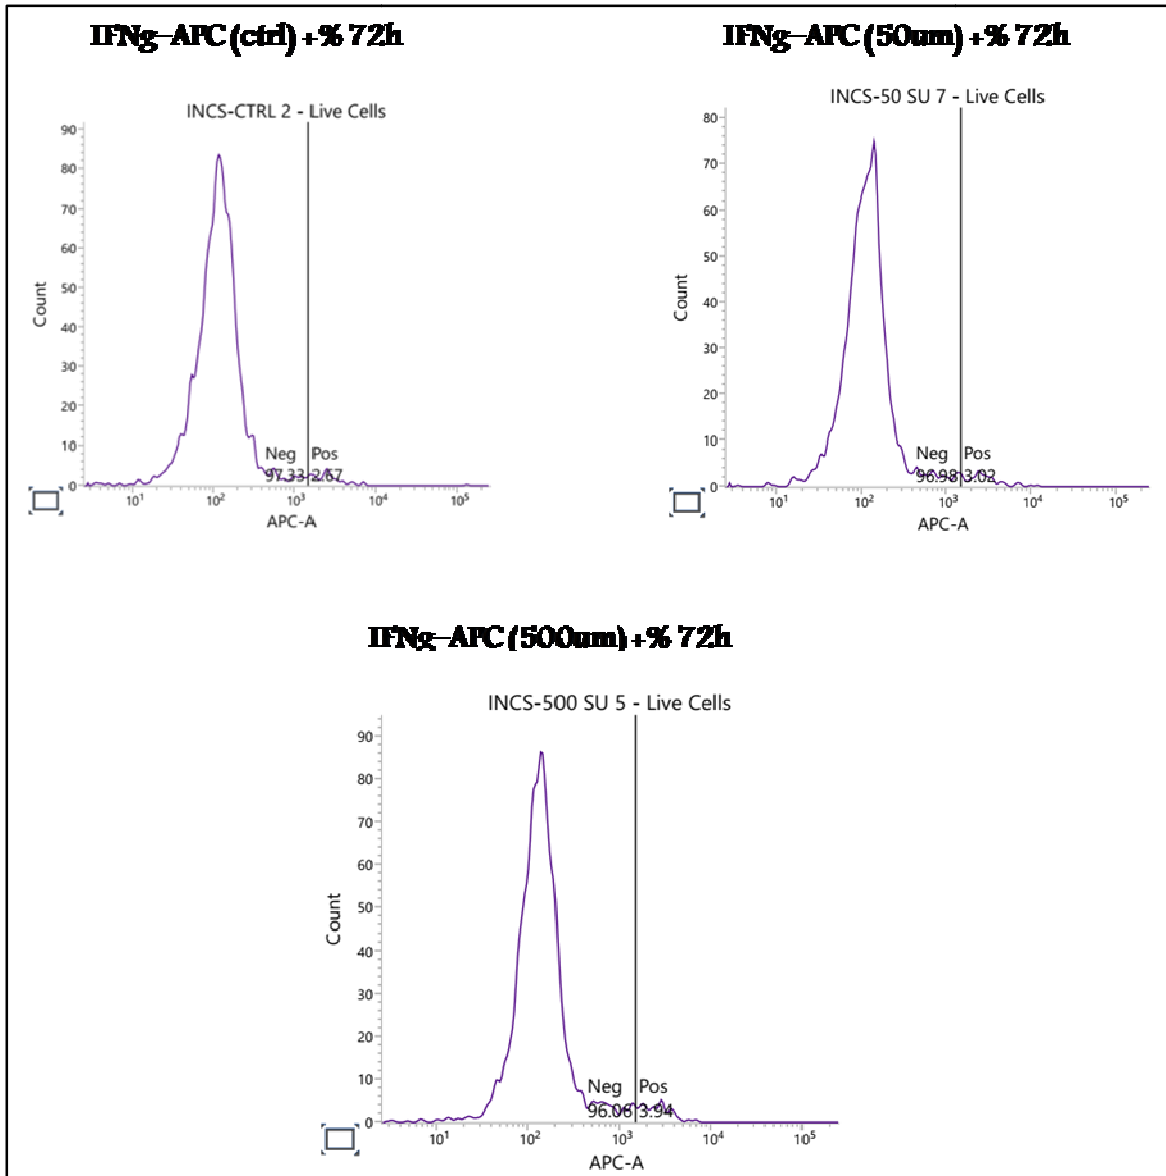 IFNg-APC (ctrl) +% 72h
INCS-CTRL 2 - Live Cells
90
80
70
60
50
40
30
20
10
0
Count
Neg Pos
97.33 2.67
10¹ 10² 10³ 10⁴ 10⁵
APC-A
IFNg-APC (50um) +% 72h
INCS-50 SU 7 - Live Cells
80
70
60
50
40
30
20
10
0
Count
Neg Pos
96.98 3.02
10¹ 10² 10³ 10⁴ 10⁵
APC-A
IFNg-APC (500um) +% 72h
INCS-500 SU 5 - Live Cells
90
80
70
60
50
40
30
20
10
0
Count
Neg Pos
96.06 3.94
10¹ 10² 10³ 10⁴ 10⁵
APC-A